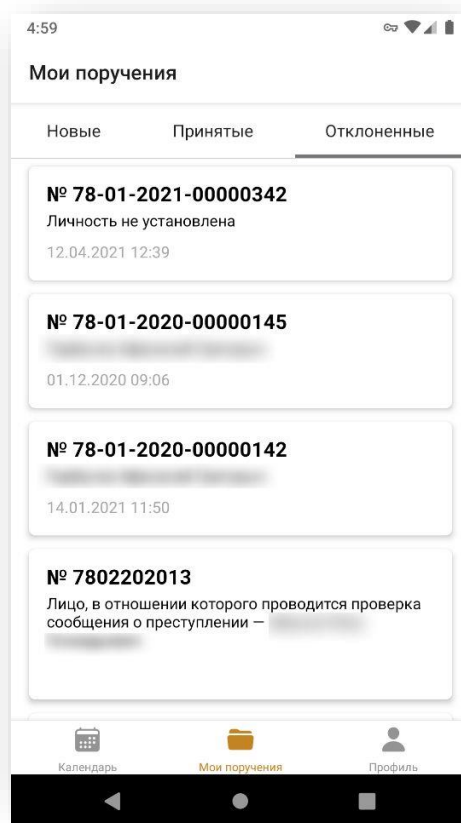 4:59
Мои поручения
Новые Принятые Отклоненные
№ 78-01-2021-00000342
Личность не установлена
12.04.2021 12:39
№ 78-01-2020-00000145
01.12.2020 09:06
№ 78-01-2020-00000142
14.01.2021 11:50
№ 7802202013
Лицо, в отношении которого проводится проверка
сообщения о преступлении —
Календарь Мои поручения Профиль